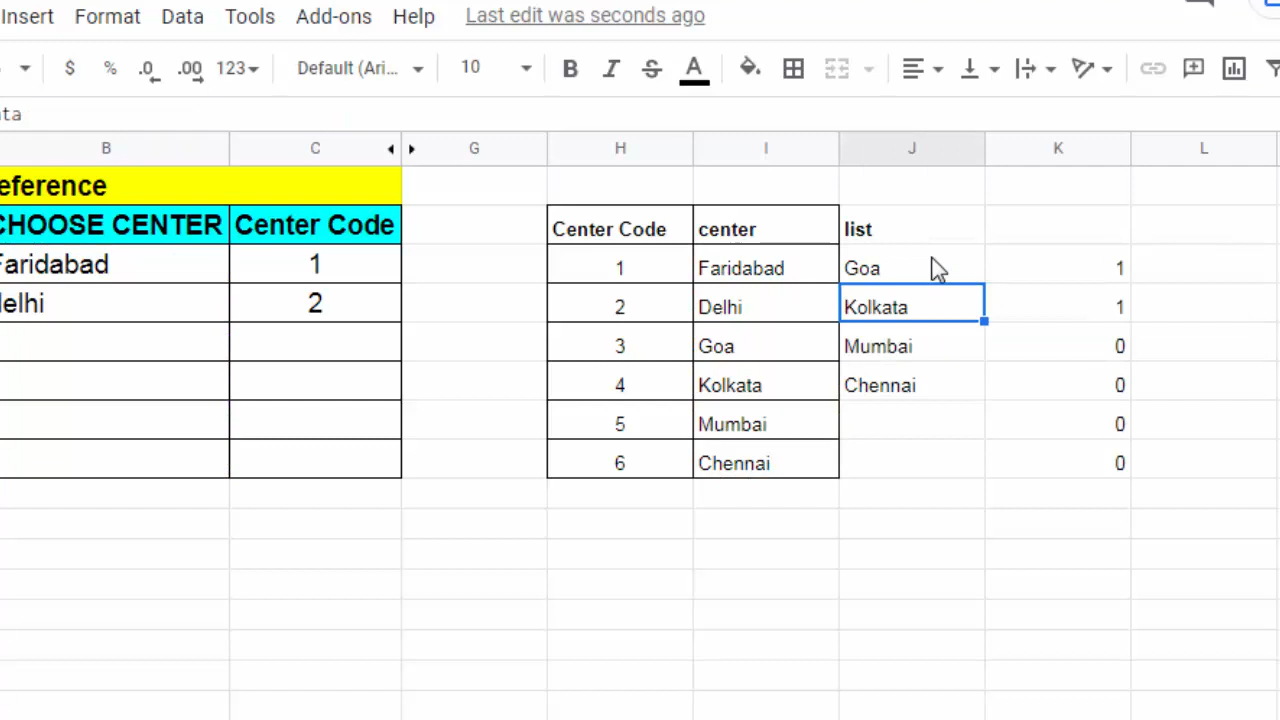 Insert Format Data Tools Add-ons Help Last edit was seconds ago
$ % .0 .00 123 Default (Ari... 10 B I S A
ta
B C G H I J K L
eference
CHOOSE CENTER Center Code Center Code center list
Faridabad 1 1 Faridabad Goa 1
elhi 2 2 Delhi Kolkata 1
3 Goa Mumbai 0
4 Kolkata Chennai 0
5 Mumbai 0
6 Chennai 0